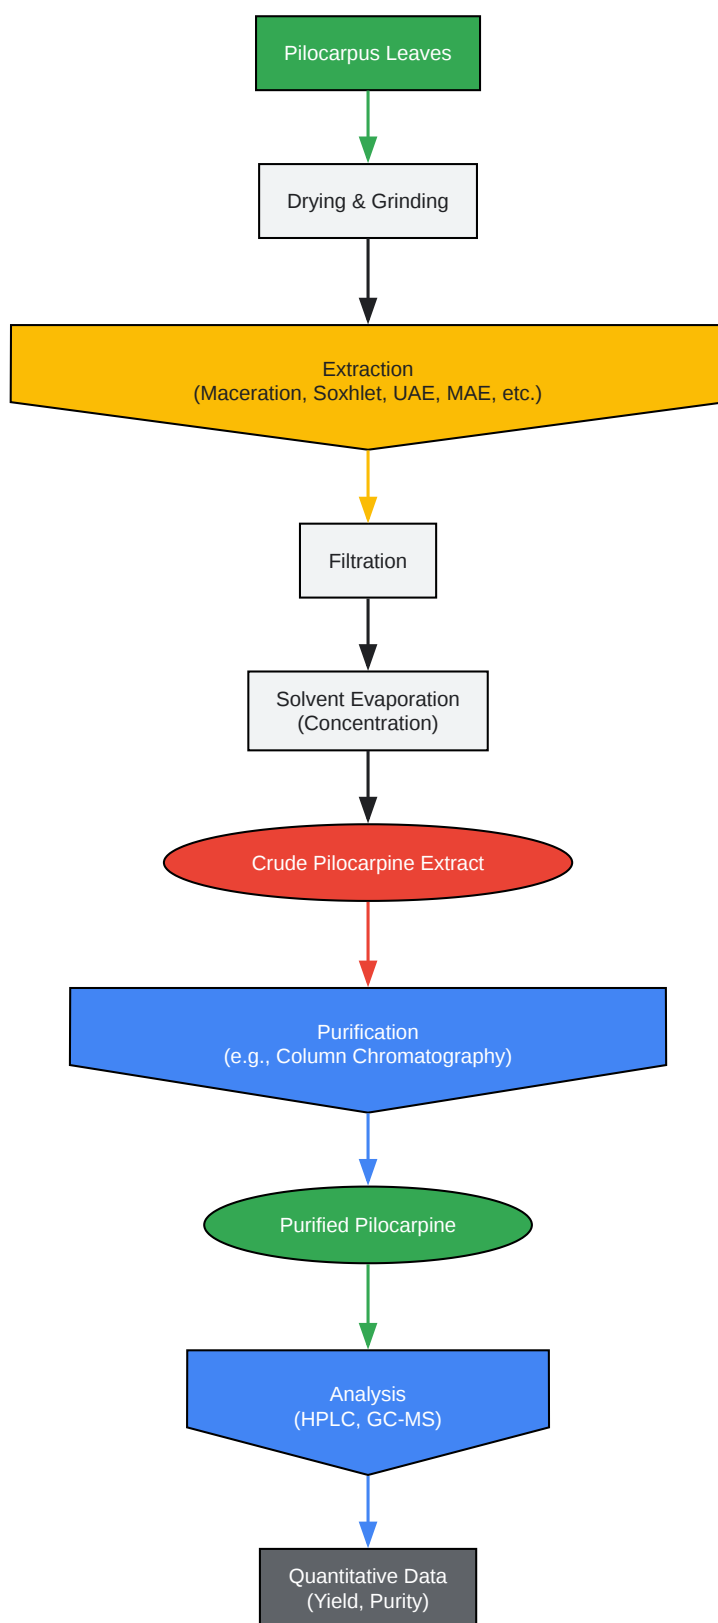 Pilocarpus Leaves
Drying & Grinding
Extraction
(Maceration, Soxhlet, UAE, MAE, etc.)
Filtration
Solvent Evaporation
(Concentration)
Crude Pilocarpine Extract
Purification
(e.g., Column Chromatography)
Purified Pilocarpine
Analysis
(HPLC, GC-MS)
Quantitative Data
(Yield, Purity)